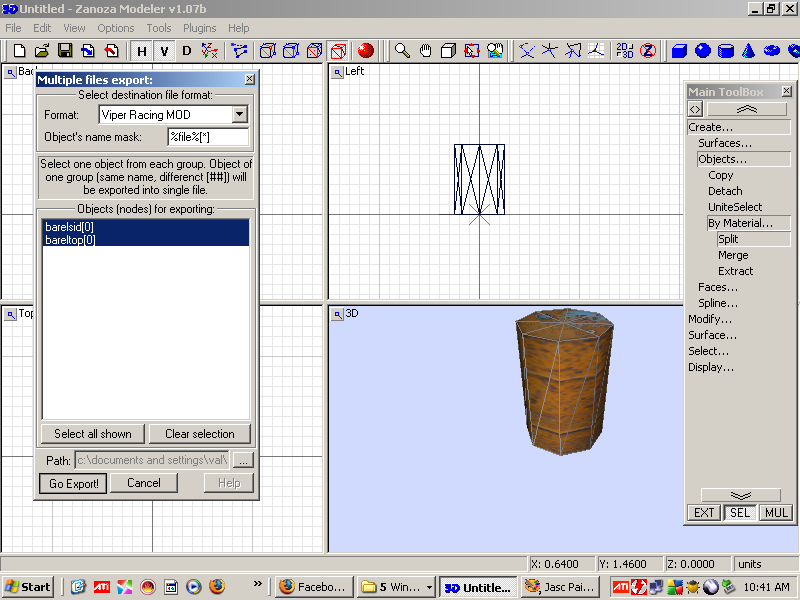 3D Untitled - Zanoza Modeler v1.07b
File Edit View Models Objects Tools Plugins Help
H V D 2D F3D Z
Back
Left
Multiple files export:
Select destination file format:
Format: Viper Racing MOD
Object's name mask: %file%[*]
Select one object from each group. Object of
one group (same name, differenct [##]) will
be exported into single file.
Objects (nodes) for exporting:
barelsid[0]
bareltop[0]
Select all shown Clear selection
Path: c:\documents and settings\val\ ...
Go Export! Cancel Help
Top
3D
Main ToolBox
<>
Create...
Surfaces...
Objects...
Copy
Detach
UniteSelect
By Material...
Split
Merge
Extract
Faces...
Spline...
Modify...
Surface...
Select...
Display...
EXT SEL MUL
X: 0.6400 Y: 1.4600 Z: 0.0000 units
Start ATI » Facebo... 5 Win... 3D Untitle... Jasc Pai... ATI 10:41 AM